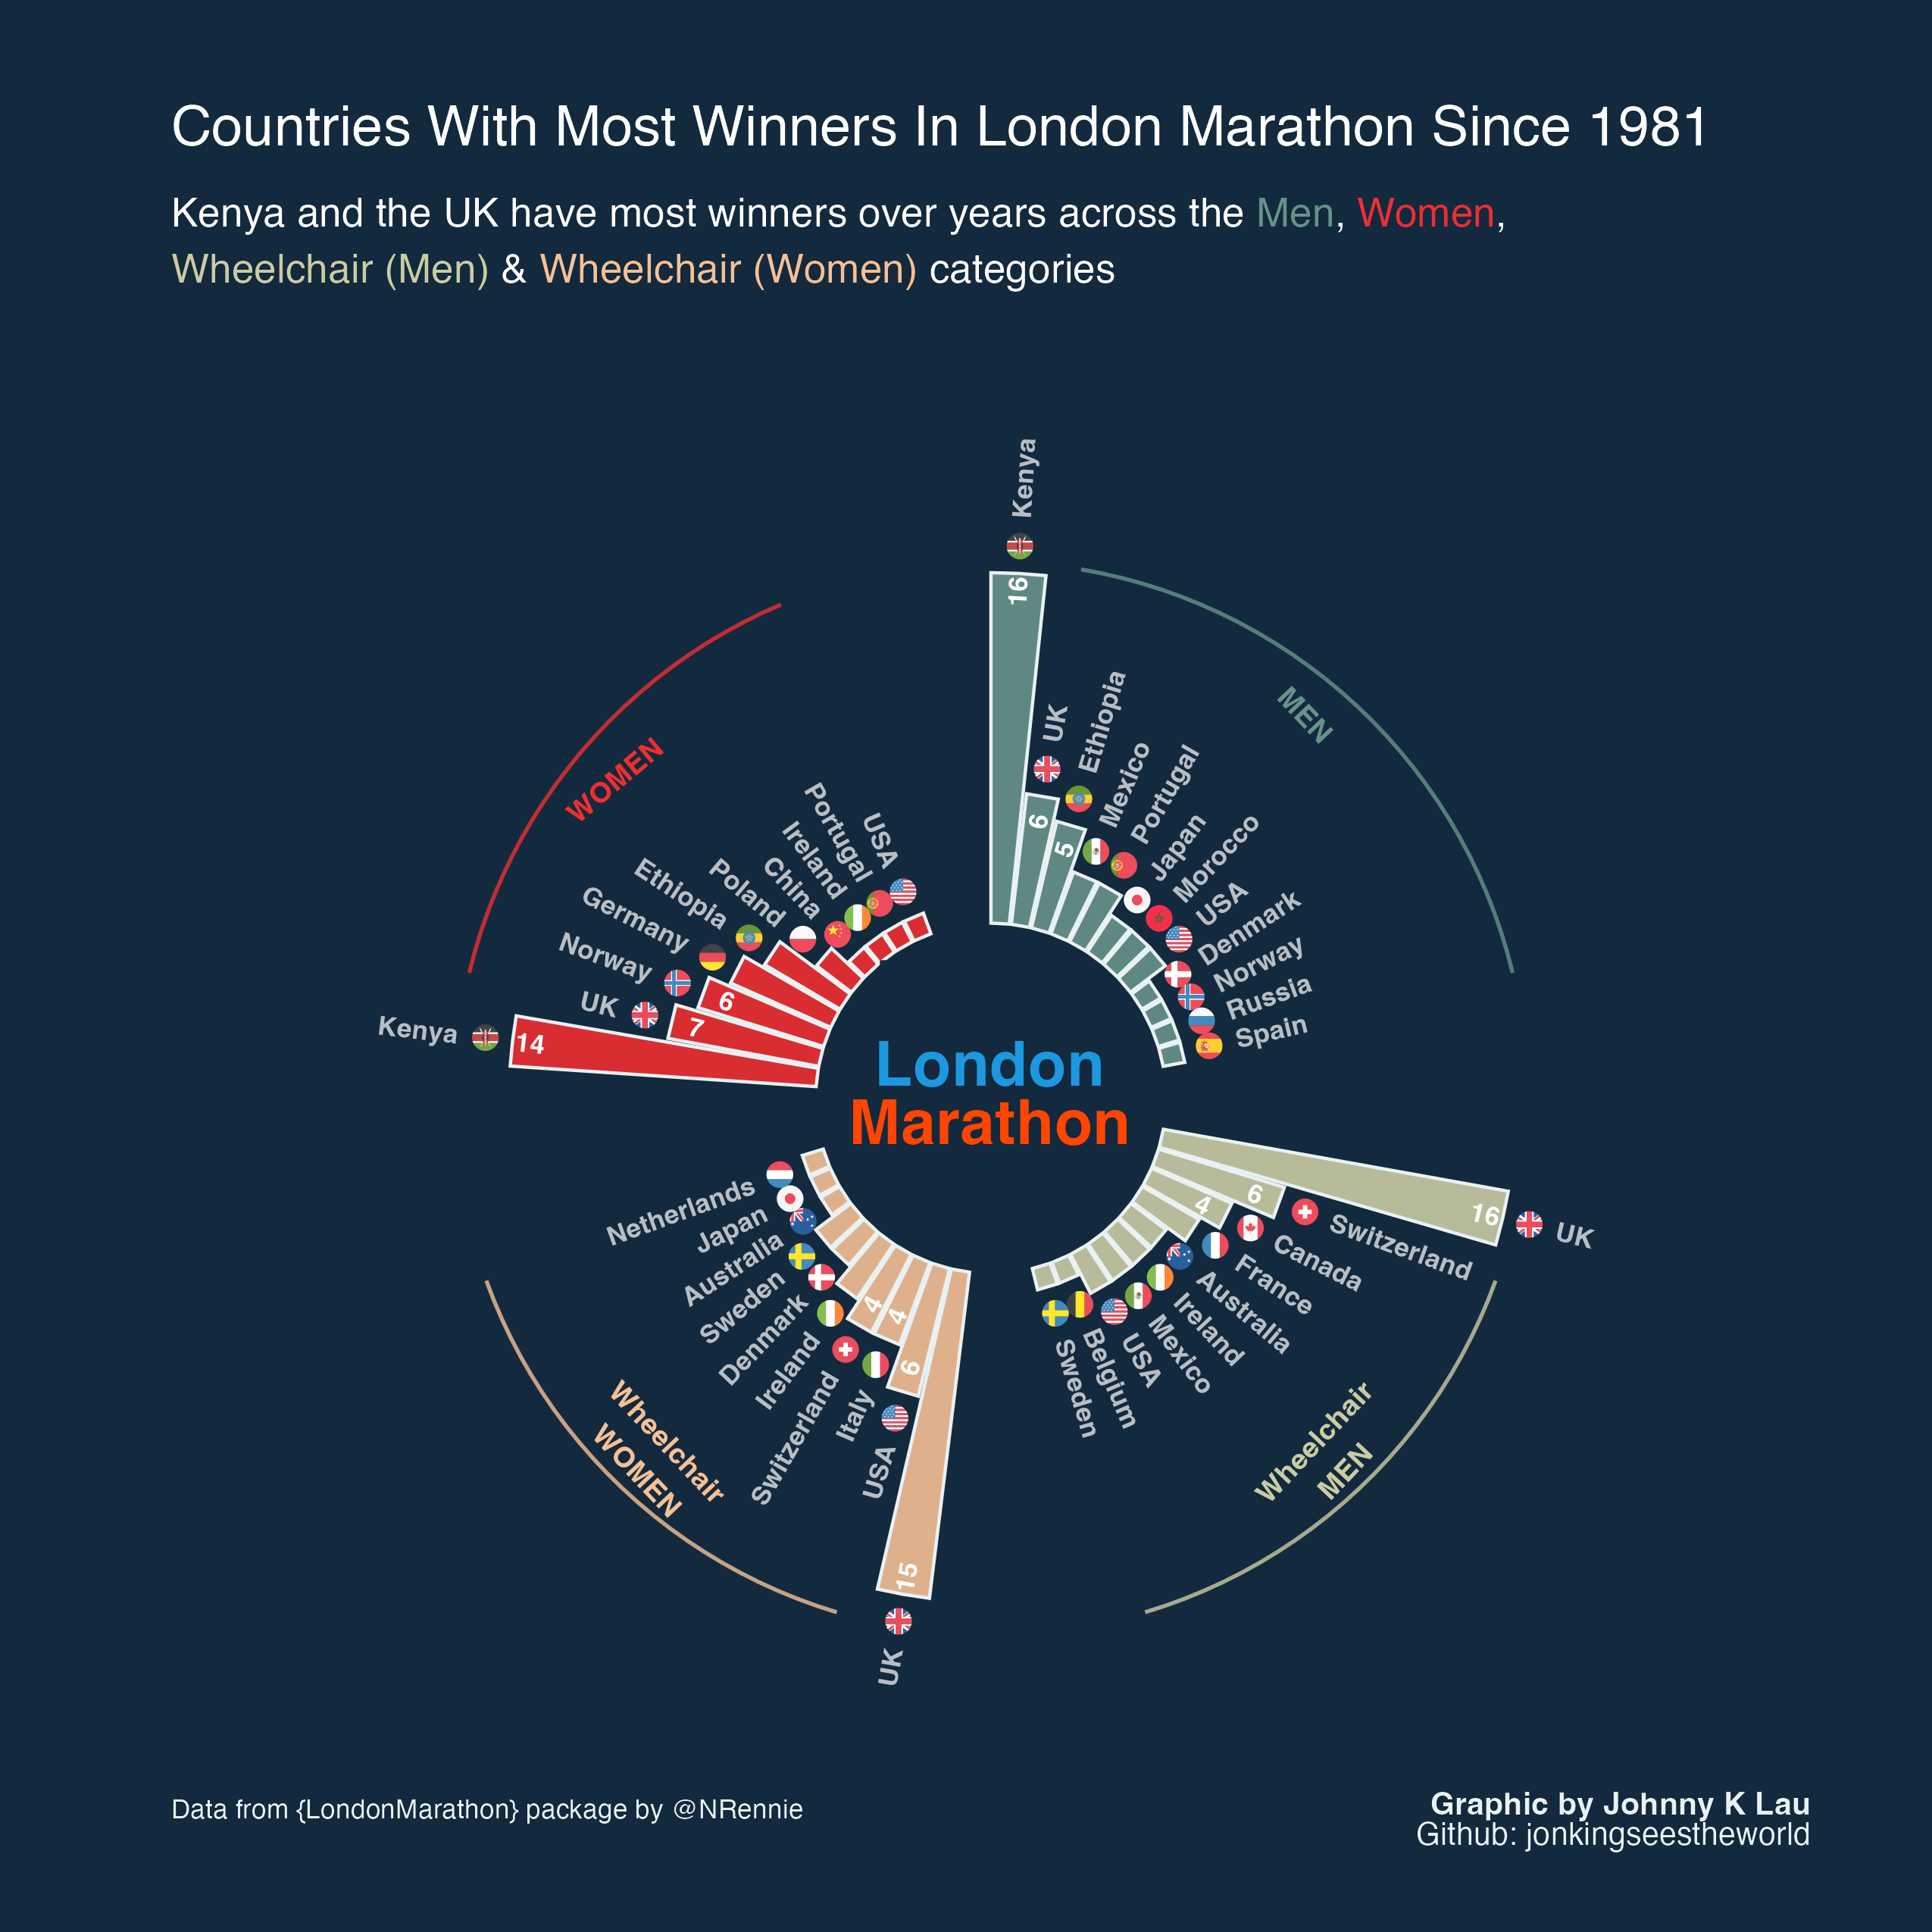 Countries With Most Winners In London Marathon Since 1981
Kenya and the UK have most winners over years across the Men, Women,
Wheelchair (Men) & Wheelchair (Women) categories
Kenya
16
UK
6
Ethiopia
5
Mexico
Portugal
Japan
Morocco
USA
Denmark
Norway
Russia
Spain
MEN
UK
16
Switzerland
6
Canada
4
France
Australia
Ireland
Mexico
USA
Belgium
Sweden
Wheelchair
MEN
UK
15
USA
6
Italy
4
Switzerland
4
Ireland
Denmark
Sweden
Australia
Japan
Netherlands
Wheelchair
WOMEN
Kenya
14
UK
7
Norway
6
Germany
Ethiopia
Poland
China
Ireland
Portugal
USA
WOMEN
London
Marathon
Data from {LondonMarathon} package by @NRennie
Graphic by Johnny K Lau
Github: jonkingseestheworld